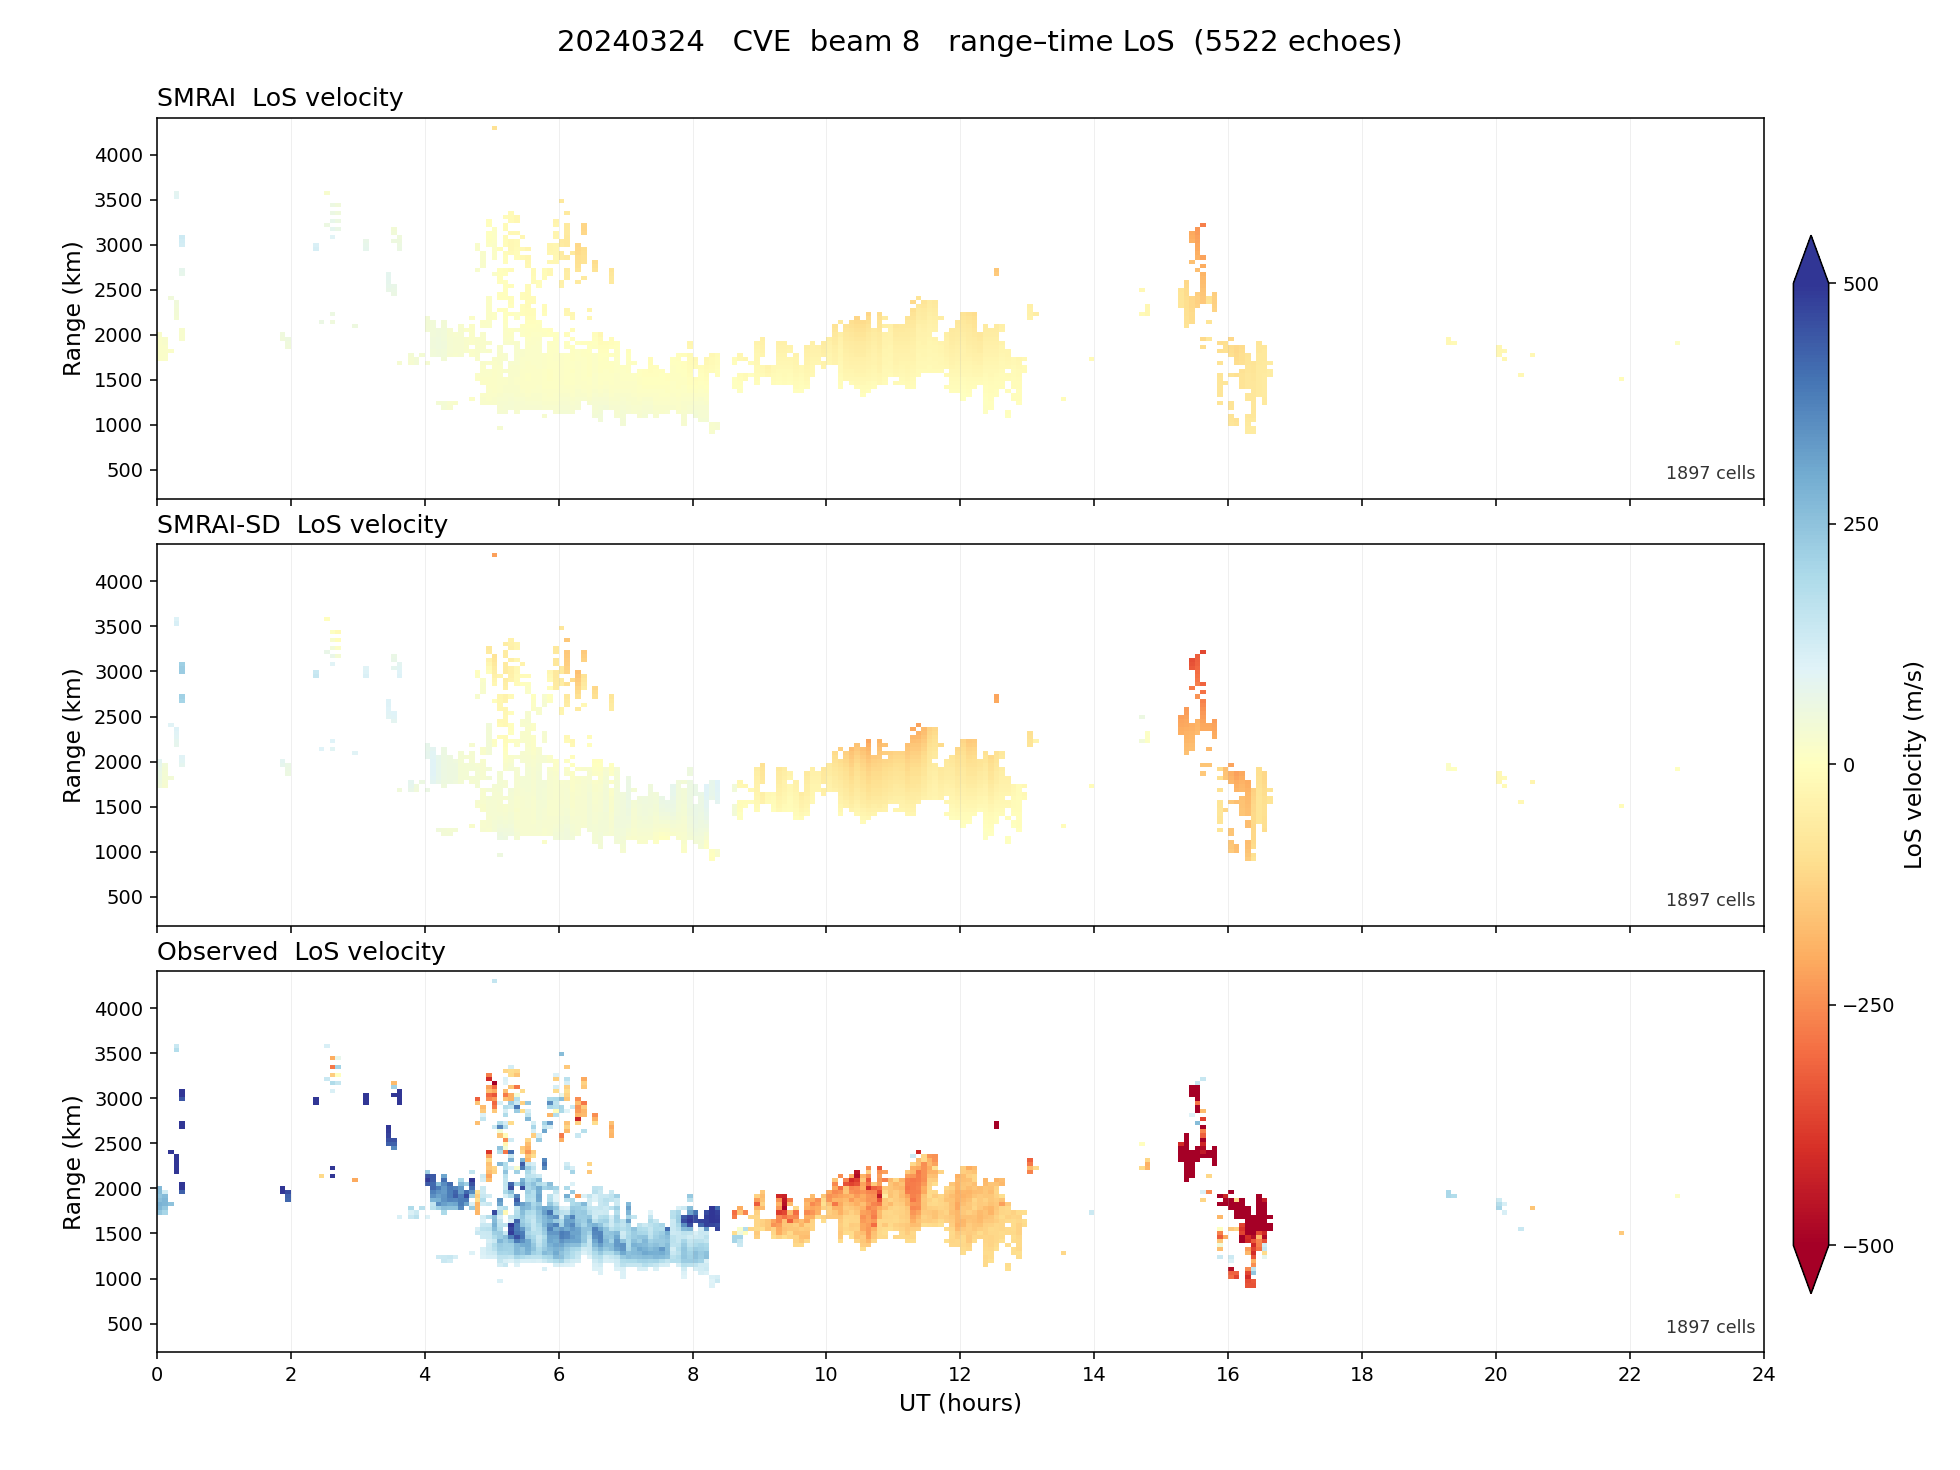 20240324   CVE  beam 8   range–time LoS  (5522 echoes)
SMRAI  LoS velocity
4000
3500
3000
2500
2000
1500
1000
500
Range (km)
1897 cells
SMRAI-SD  LoS velocity
4000
3500
3000
2500
2000
1500
1000
500
Range (km)
1897 cells
Observed  LoS velocity
4000
3500
3000
2500
2000
1500
1000
500
Range (km)
1897 cells
0 2 4 6 8 10 12 14 16 18 20 22 24
UT (hours)
500
250
0
−250
−500
LoS velocity (m/s)